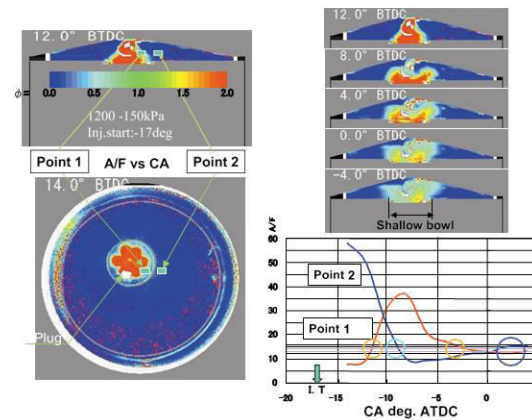 12.0° BTDC
ϕ= 0.0 0.5 1.0 1.5 2.0
1200 -150kPa
Inj.start:-17deg
Point 1
A/F vs CA
Point 2
14.0° BTDC
Plug
12.0° BTDC
8.0° BTDC
4.0° BTDC
0.0° BTDC
-4.0° BTDC
Shallow bowl
A/F
60
50
40
30
20
10
0
Point 2
Point 1
I. T
-20 -15 -10 -5 0
CA deg. ATDC